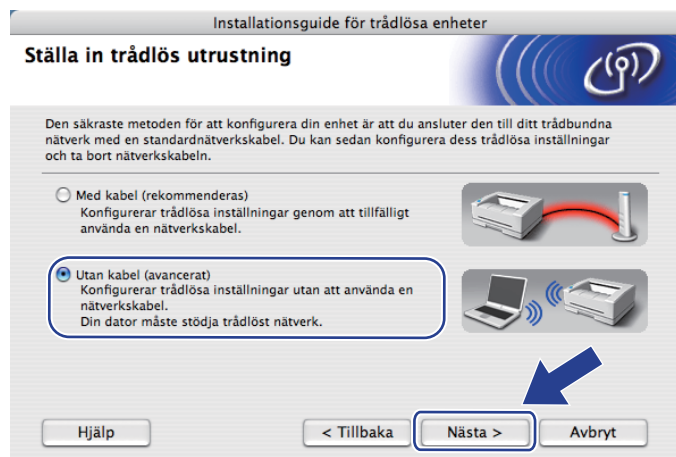 Installationsguide för trådlösa enheter
Ställa in trådlös utrustning
Den säkraste metoden för att konfigurera din enhet är att du ansluter den till ditt trådbundna
nätverk med en standardnätverkskabel. Du kan sedan konfigurera dess trådlösa inställningar
och ta bort nätverkskabeln.
Med kabel (rekommenderas)
Konfigurerar trådlösa inställningar genom att tillfälligt
använda en nätverkskabel.
Utan kabel (avancerat)
Konfigurerar trådlösa inställningar utan att använda en
nätverkskabel.
Din dator måste stödja trådlöst nätverk.
Hjälp
< Tillbaka
Nästa >
Avbryt